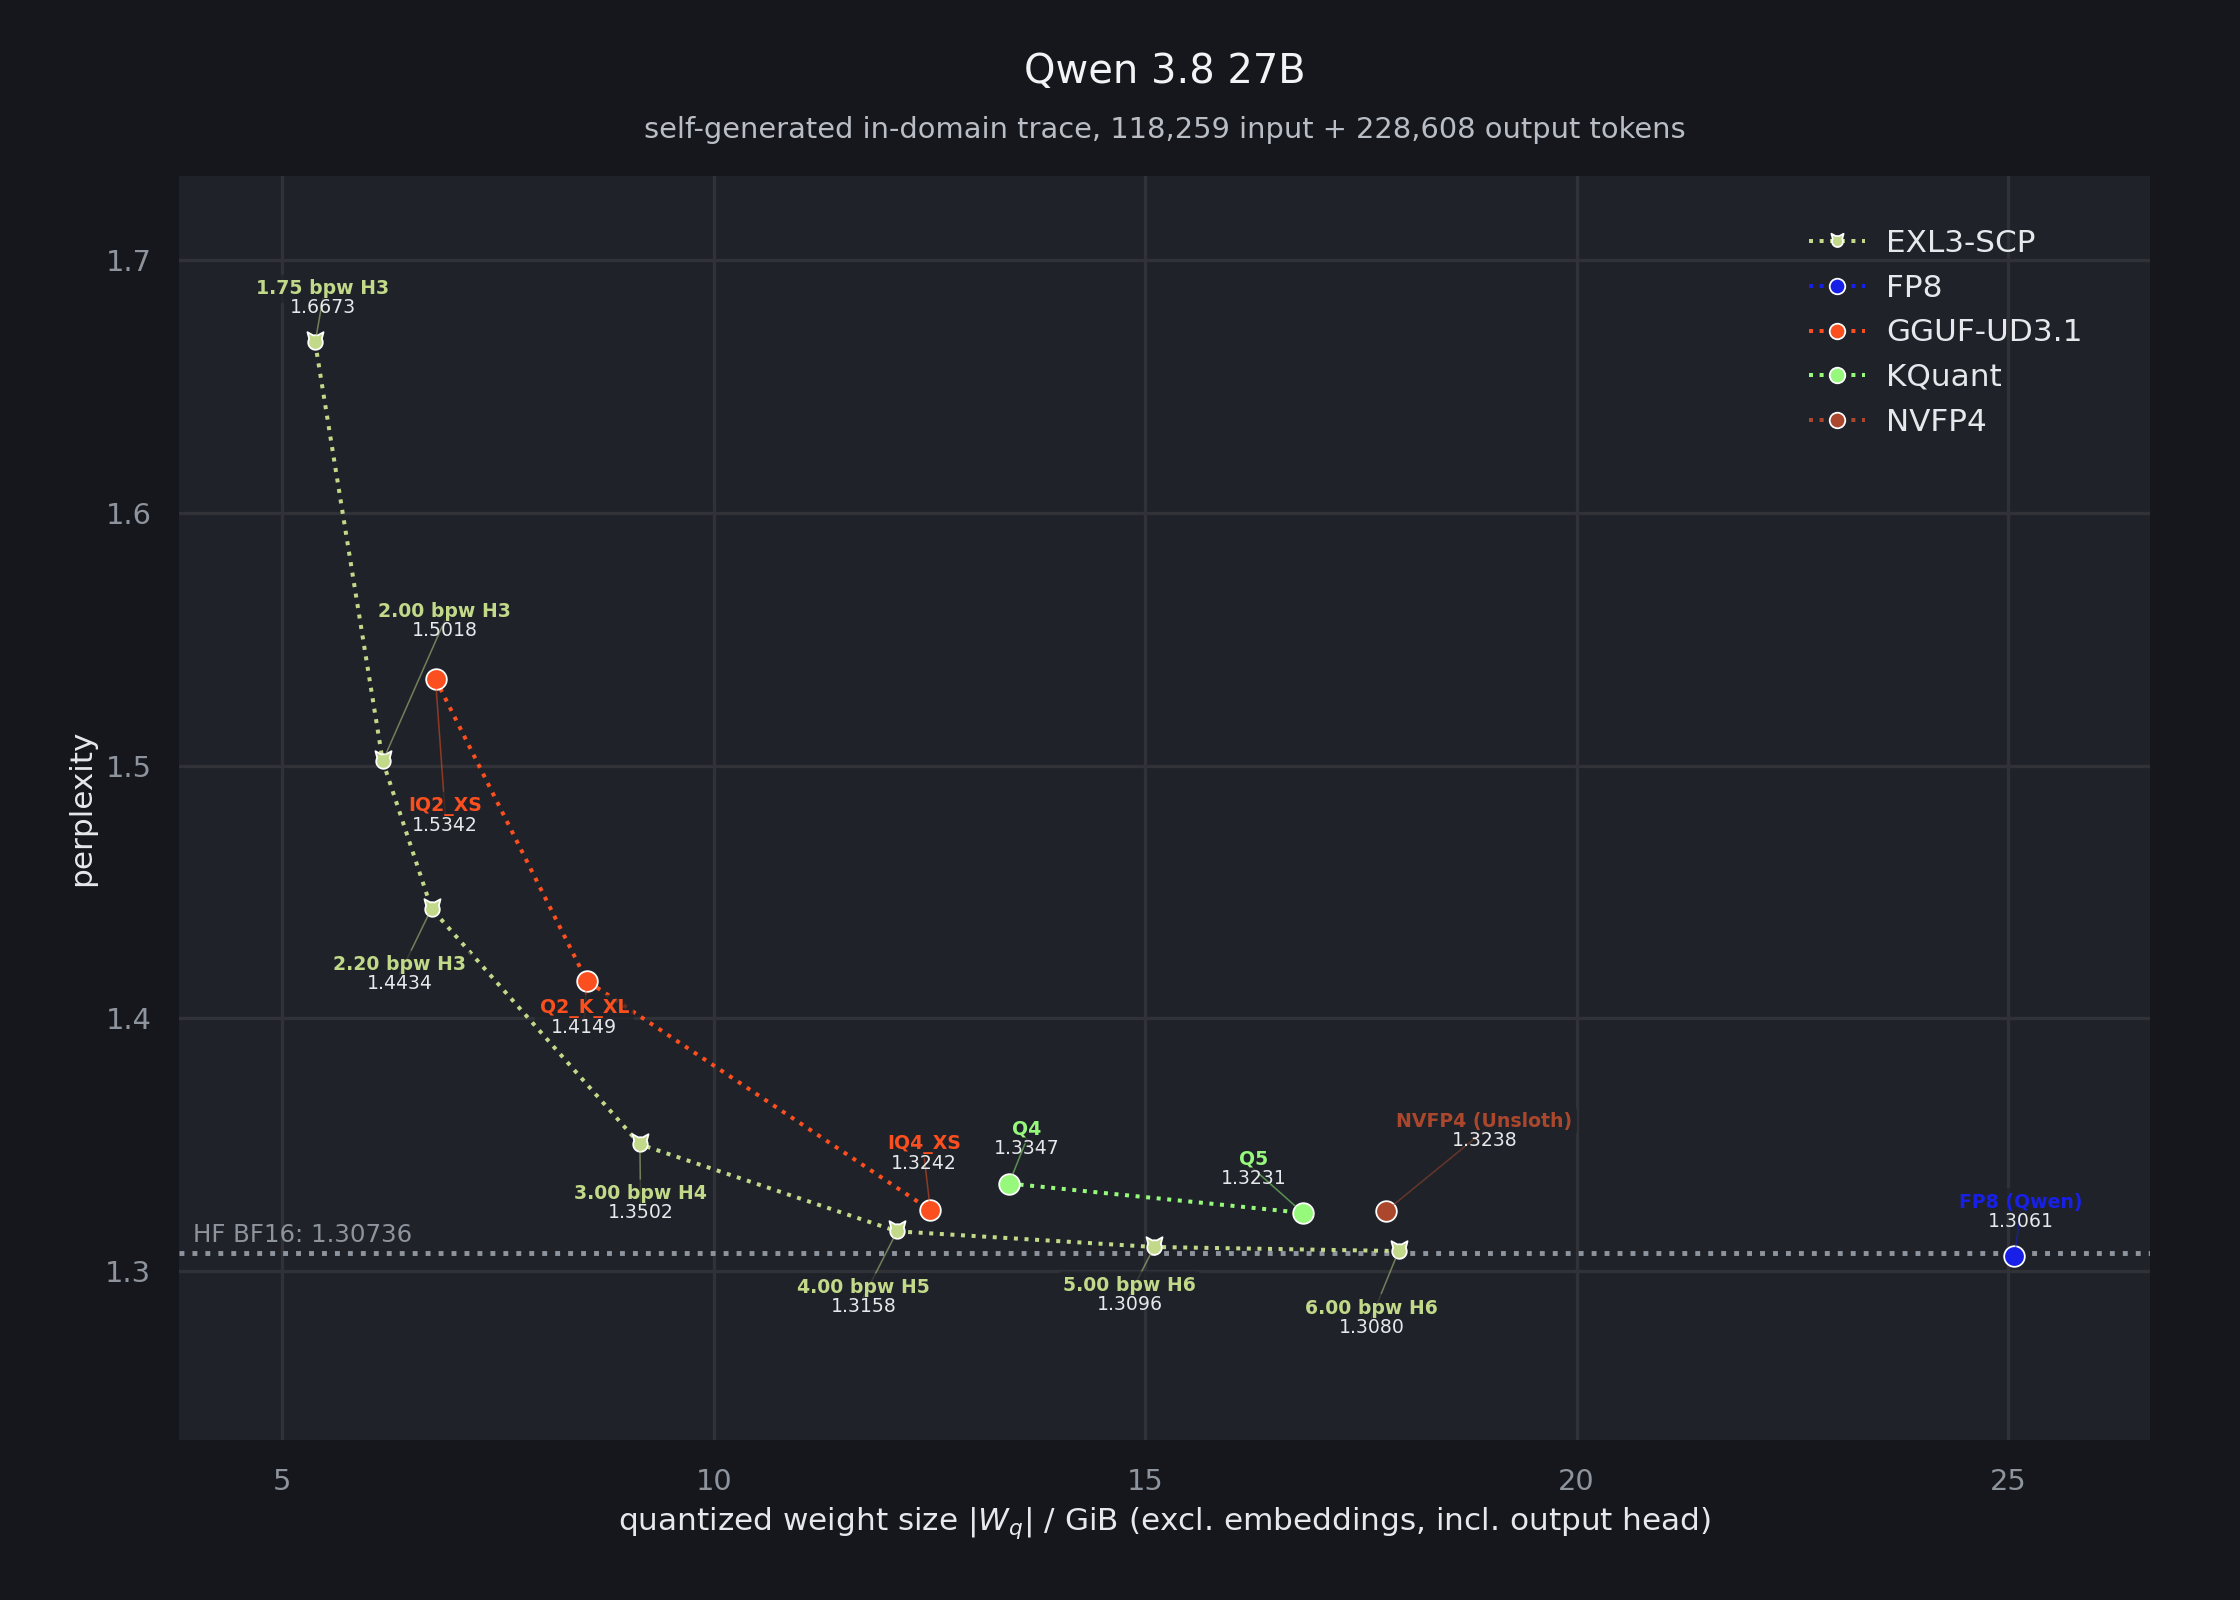 Qwen 3.8 27B
self-generated in-domain trace, 118,259 input + 228,608 output tokens
EXL3-SCP
FP8
GGUF-UD3.1
KQuant
NVFP4
perplexity
1.7
1.6
1.5
1.4
1.3
1.75 bpw H3
1.6673
2.00 bpw H3
1.5018
IQ2_XS
1.5342
2.20 bpw H3
1.4434
Q2_K_XL
1.4149
3.00 bpw H4
1.3502
IQ4_XS
1.3242
Q4
1.3347
Q5
1.3231
NVFP4 (Unsloth)
1.3238
FP8 (Qwen)
1.3061
HF BF16: 1.30736
4.00 bpw H5
1.3158
5.00 bpw H6
1.3096
6.00 bpw H6
1.3080
5
10
15
20
25
quantized weight size |Wq| / GiB (excl. embeddings, incl. output head)